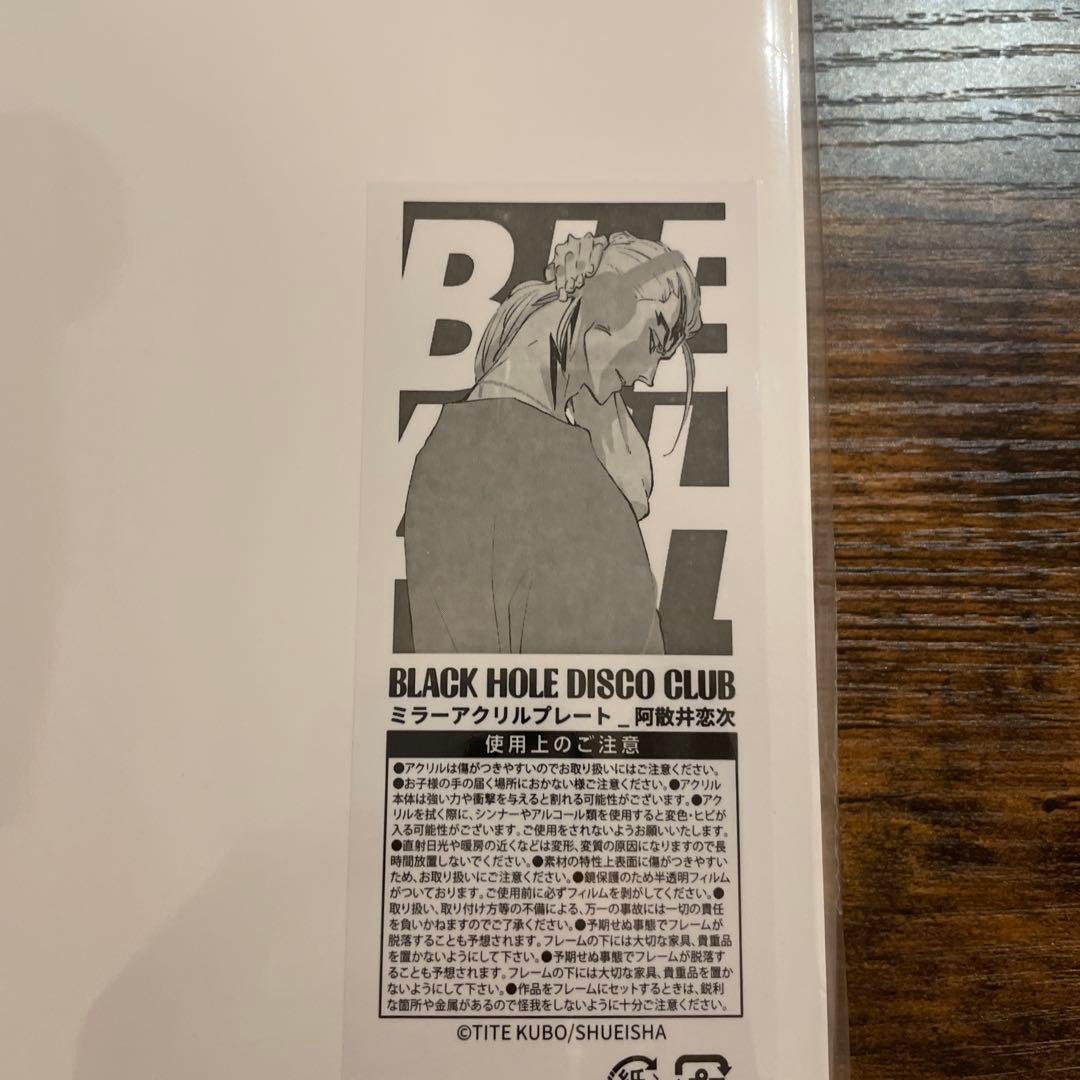 BLACK HOLE DISCO CLUB
ミラーアクリルプレート_阿散井恋次
使用上のご注意
●アクリルは傷がつきやすいのでお取り扱いにはご注意ください。
●お子様の手の届く場所におかない様ご注意ください。●アクリル
本体は強い力や衝撃を与えると割れる可能性がございます。●アク
リルを拭く際に、シンナーやアルコール類を使用すると変色・ヒビが
入る可能性がございます。ご使用をされないようお願いいたします。
●直射日光や暖房の近くなどは変形、変質の原因になりますので長
時間放置しないでください。●素材の特性上表面に傷がつきやすい
ため、お取り扱いにご注意ください。●鏡保護のため半透明フィルム
がついております。ご使用前に必ずフィルムを剥がしてください。●
取り扱い、取り付け方等の不備による、万一の事故には一切の責任
を負いかねますのでご了承ください。●予期せぬ事態でフレームが
脱落することも予想されます。フレームの下には大切な家具、貴重品
を置かないようにして下さい。●予期せぬ事態でフレームが脱落す
ることも予想されます。フレームの下には大切な家具、貴重品を置か
ないようにして下さい。●作品をフレームにセットするときは、鋭利
な箇所や金属があるので怪我をしないように十分ご注意ください。
©TITE KUBO/SHUEISHA